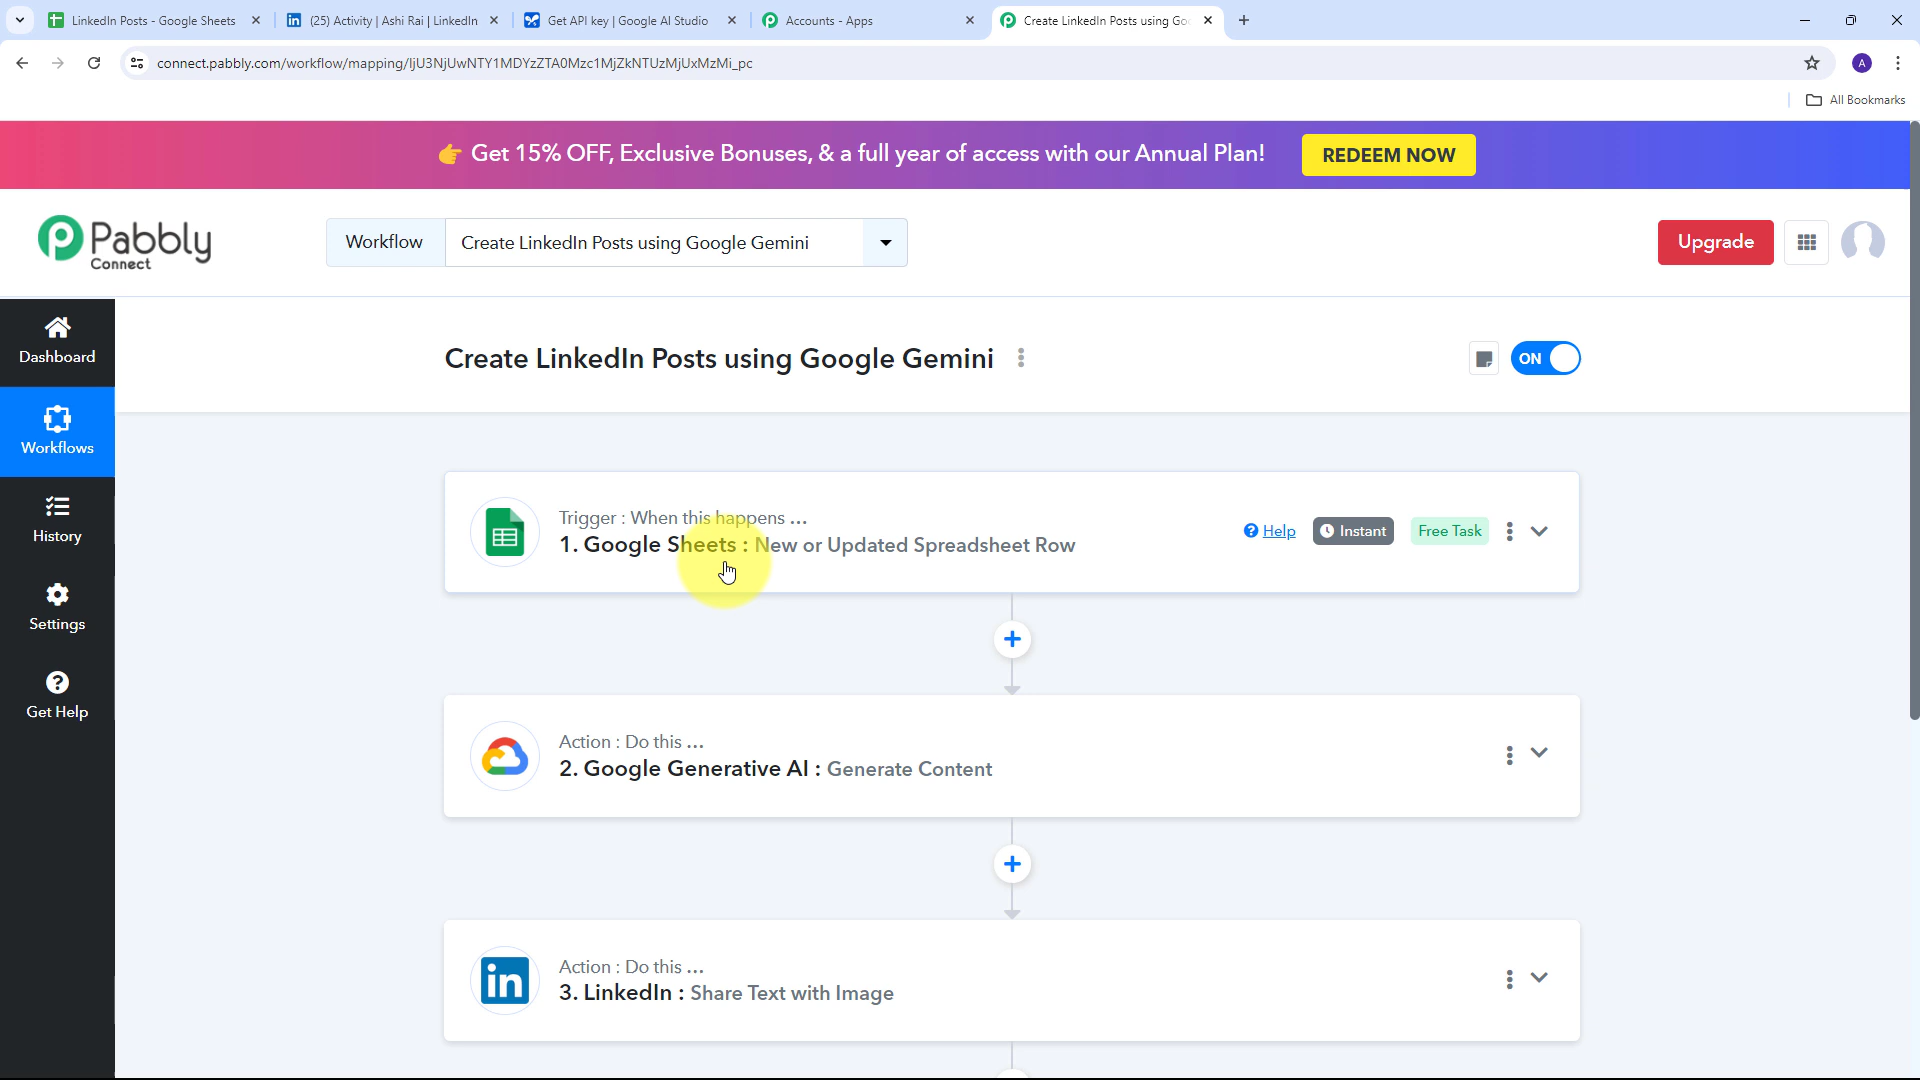 LinkedIn Posts - Google Sheets
(25) Activity | Ashi Rai | LinkedIn
Get API key | Google AI Studio
Accounts - Apps
Create LinkedIn Posts using Go
connect.pabbly.com/workflow/mapping/IjU3NjUwNTY1MDYzZTA0Mzc1MjZkNTUzMjUxMzMi_pc
A
All Bookmarks
Get 15% OFF, Exclusive Bonuses, & a full year of access with our Annual Plan!
REDEEM NOW
Pabbly
Connect
Workflow
Create LinkedIn Posts using Google Gemini
Upgrade
Dashboard
Workflows
History
Settings
Get Help
Create LinkedIn Posts using Google Gemini
ON
Trigger : When this happens ...
1. Google Sheets : New or Updated Spreadsheet Row
Help
Instant
Free Task
Action : Do this ...
2. Google Generative AI : Generate Content
in
Action : Do this ...
3. LinkedIn : Share Text with Image